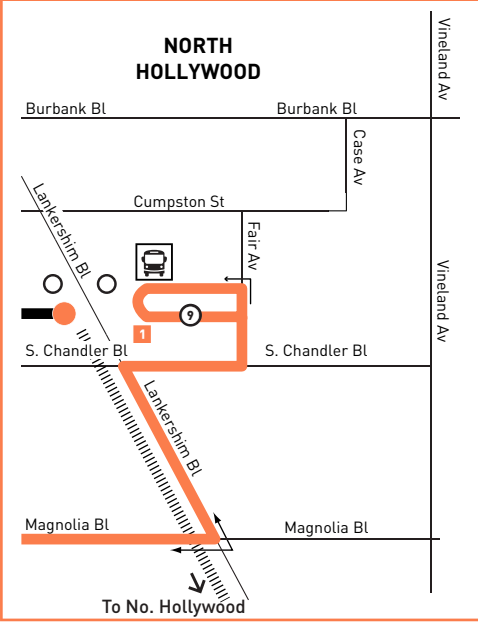 NORTH
HOLLYWOOD
Vineland Av
Burbank Bl
Burbank Bl
Case Av
Lankershim Bl
Cumpston St
Fair Av
Vineland Av
9
1
S. Chandler Bl
S. Chandler Bl
Lankershim Bl
Magnolia Bl
Magnolia Bl
To No. Hollywood